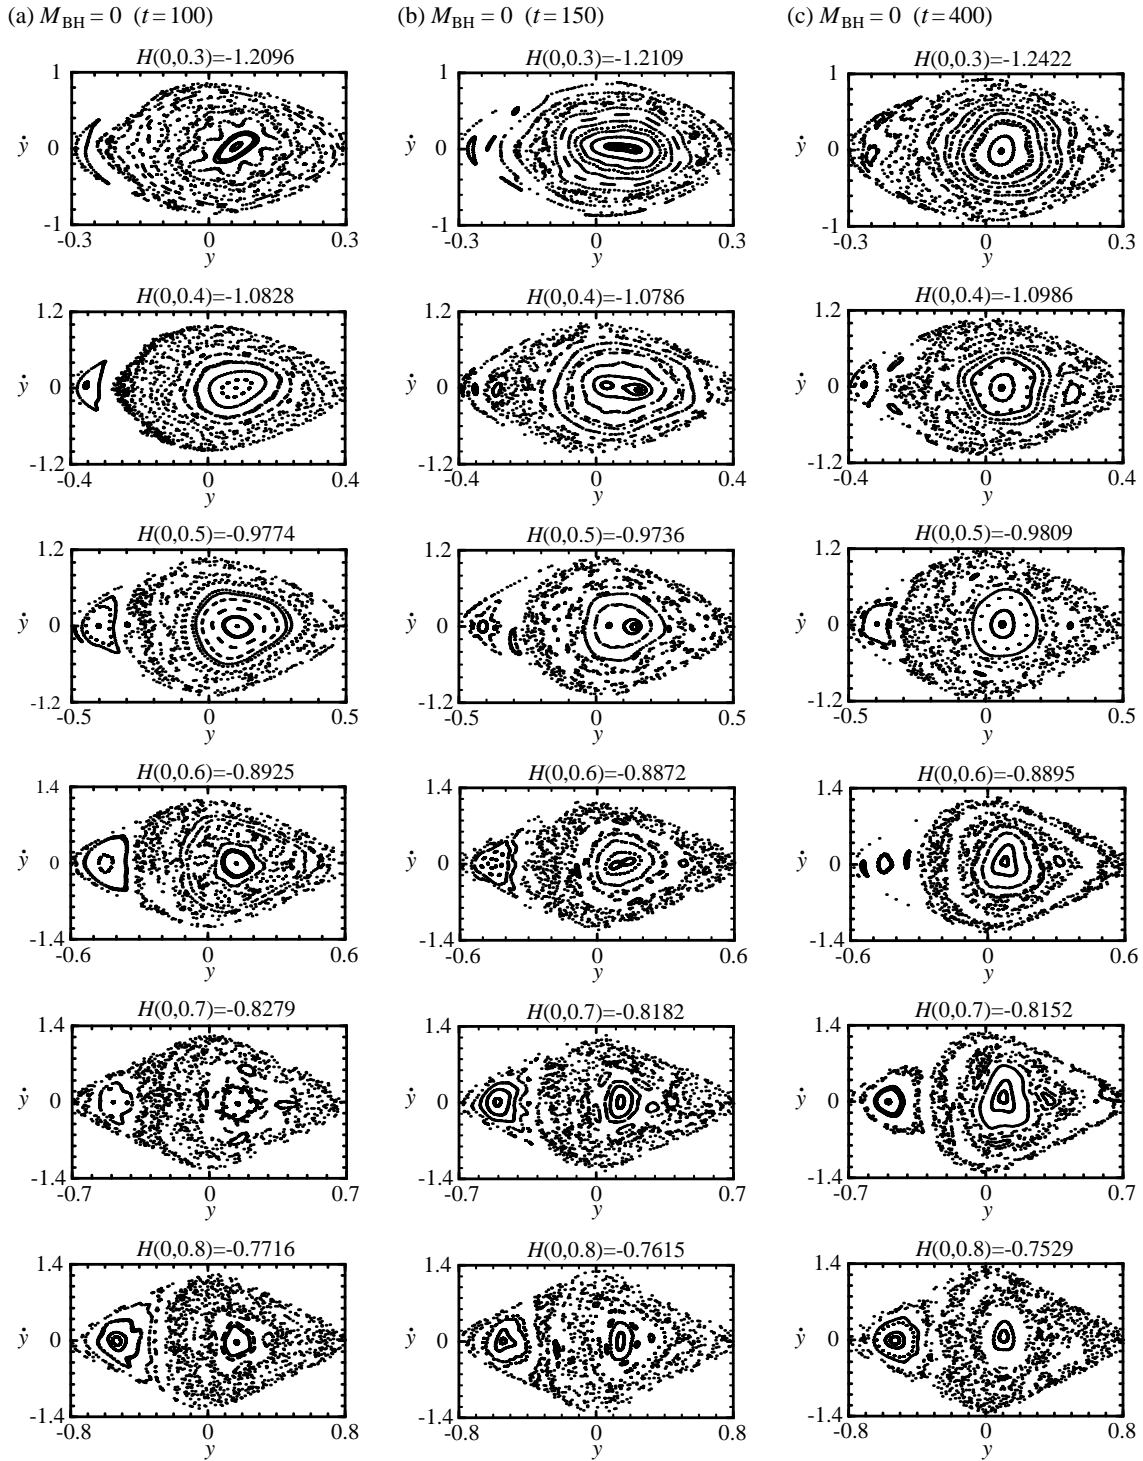 (a) M_BH = 0 (t=100) (b) M_BH = 0 (t=150) (c) M_BH = 0 (t=400)
H(0,0.3)=-1.2096 H(0,0.3)=-1.2109 H(0,0.3)=-1.2422
1 1 1
ẏ 0 ẏ 0 ẏ 0
-1 -1 -1
-0.3 0 0.3 -0.3 0 0.3 -0.3 0 0.3
y y y
H(0,0.4)=-1.0828 H(0,0.4)=-1.0786 H(0,0.4)=-1.0986
1.2 1.2 1.2
ẏ 0 ẏ 0 ẏ 0
-1.2 -1.2 -1.2
-0.4 0 0.4 -0.4 0 0.4 -0.4 0 0.4
y y y
H(0,0.5)=-0.9774 H(0,0.5)=-0.9736 H(0,0.5)=-0.9809
1.2 1.2 1.2
ẏ 0 ẏ 0 ẏ 0
-1.2 -1.2 -1.2
-0.5 0 0.5 -0.5 0 0.5 -0.5 0 0.5
y y y
H(0,0.6)=-0.8925 H(0,0.6)=-0.8872 H(0,0.6)=-0.8895
1.4 1.4 1.4
ẏ 0 ẏ 0 ẏ 0
-1.4 -1.4 -1.4
-0.6 0 0.6 -0.6 0 0.6 -0.6 0 0.6
y y y
H(0,0.7)=-0.8279 H(0,0.7)=-0.8182 H(0,0.7)=-0.8152
1.4 1.4 1.4
ẏ 0 ẏ 0 ẏ 0
-1.4 -1.4 -1.4
-0.7 0 0.7 -0.7 0 0.7 -0.7 0 0.7
y y y
H(0,0.8)=-0.7716 H(0,0.8)=-0.7615 H(0,0.8)=-0.7529
1.4 1.4 1.4
ẏ 0 ẏ 0 ẏ 0
-1.4 -1.4 -1.4
-0.8 0 0.8 -0.8 0 0.8 -0.8 0 0.8
y y y